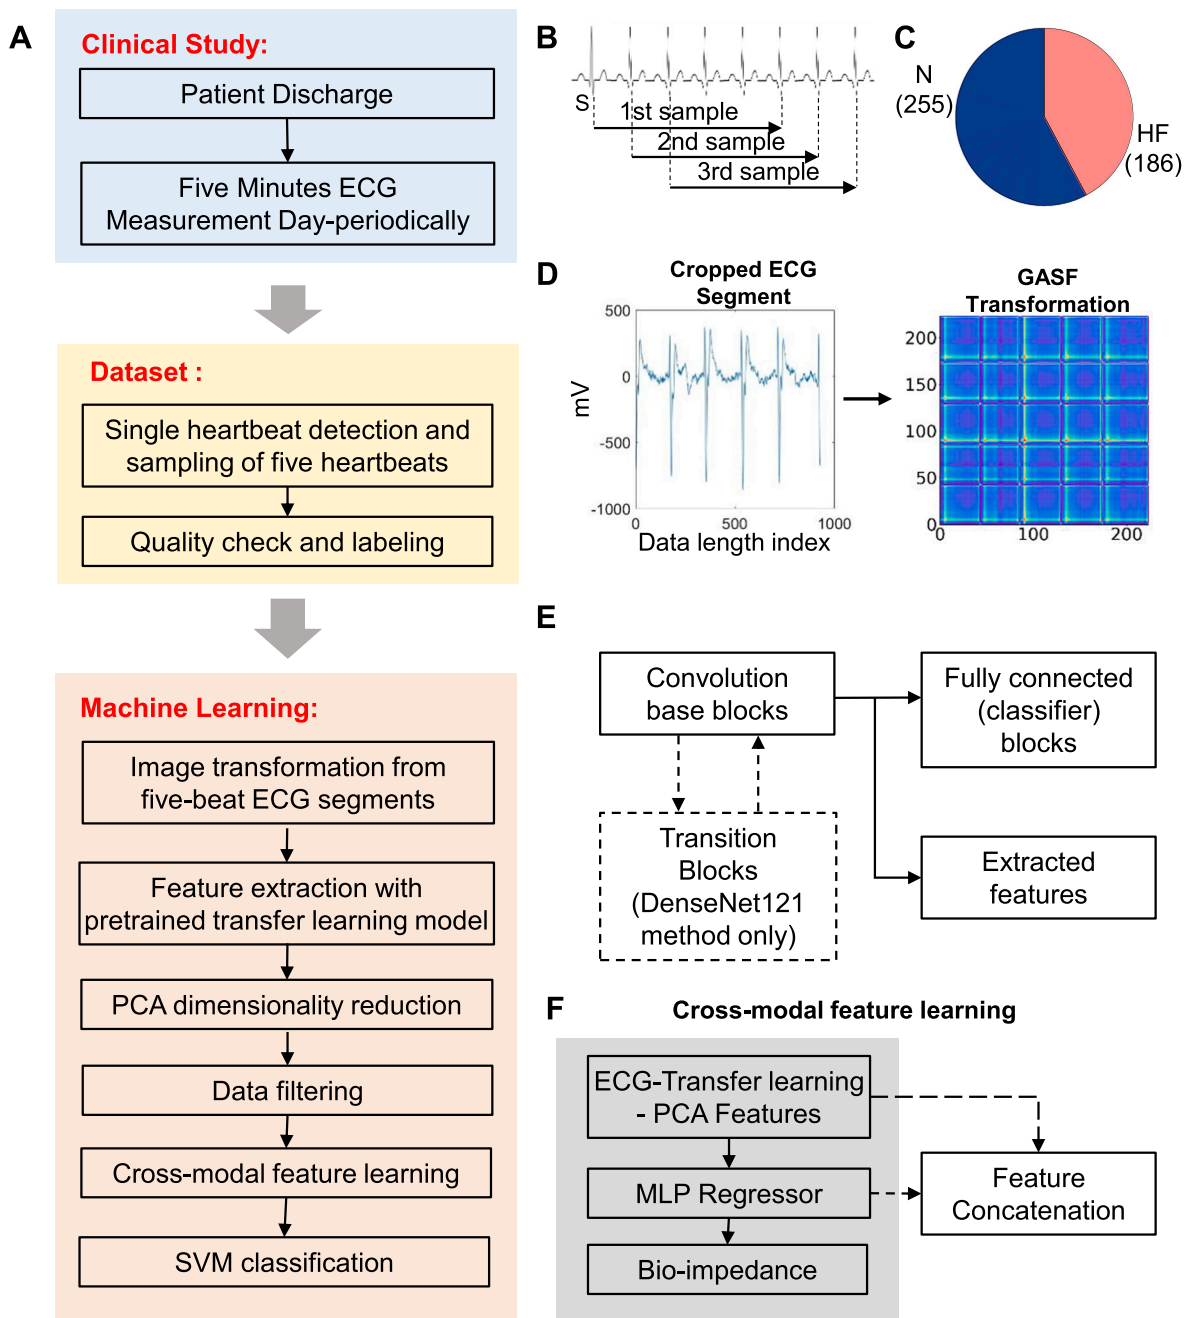 A
Clinical Study:
Patient Discharge
Five Minutes ECG
Measurement Day-periodically
Dataset :
Single heartbeat detection and
sampling of five heartbeats
Quality check and labeling
Machine Learning:
Image transformation from
five-beat ECG segments
Feature extraction with
pretrained transfer learning model
PCA dimensionality reduction
Data filtering
Cross-modal feature learning
SVM classification
B
S
1st sample
2nd sample
3rd sample
C
N
(255)
HF
(186)
D
Cropped ECG
Segment
500
0
-500
-1000
mV
0
500
1000
Data length index
GASF
Transformation
200
150
100
50
0
0
100
200
E
Convolution
base blocks
Transition
Blocks
(DenseNet121
method only)
Fully connected
(classifier)
blocks
Extracted
features
F
Cross-modal feature learning
ECG-Transfer learning
- PCA Features
MLP Regressor
Bio-impedance
Feature
Concatenation